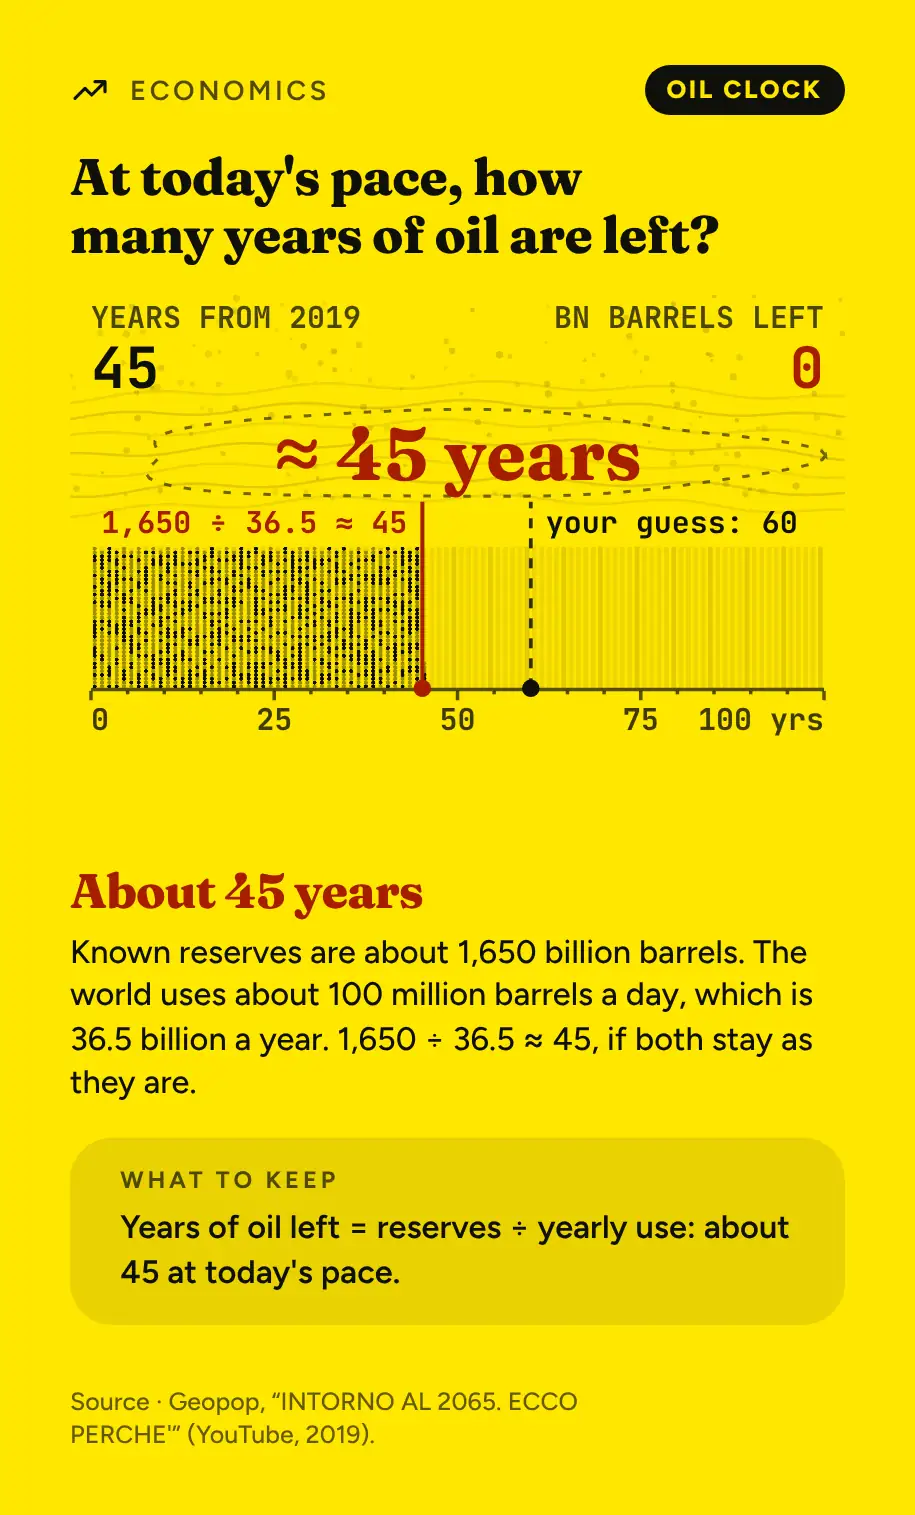 ECONOMICS
OIL CLOCK
At today's pace, how
many years of oil are left?
YEARS FROM 2019
BN BARRELS LEFT
45
0
≈ 45 years
1,650 ÷ 36.5 ≈ 45
your guess: 60
0 25 50 75 100 yrs
About 45 years
Known reserves are about 1,650 billion barrels. The
world uses about 100 million barrels a day, which is
36.5 billion a year. 1,650 ÷ 36.5 ≈ 45, if both stay as
they are.
WHAT TO KEEP
Years of oil left = reserves ÷ yearly use: about
45 at today's pace.
Source · Geopop, “INTORNO AL 2065. ECCO
PERCHE'” (YouTube, 2019).